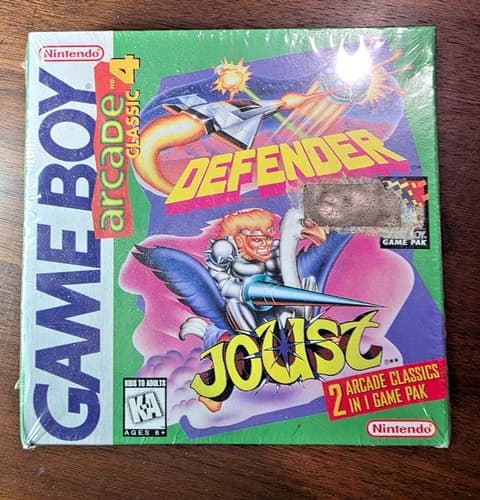 Nintendo
GAME BOY
arcade
CLASSIC NO. 4
DEFENDER
GAME PAK
JOUST
KIDS TO ADULTS
K-A
AGES 6+
2 ARCADE CLASSICS
IN 1 GAME PAK
Nintendo